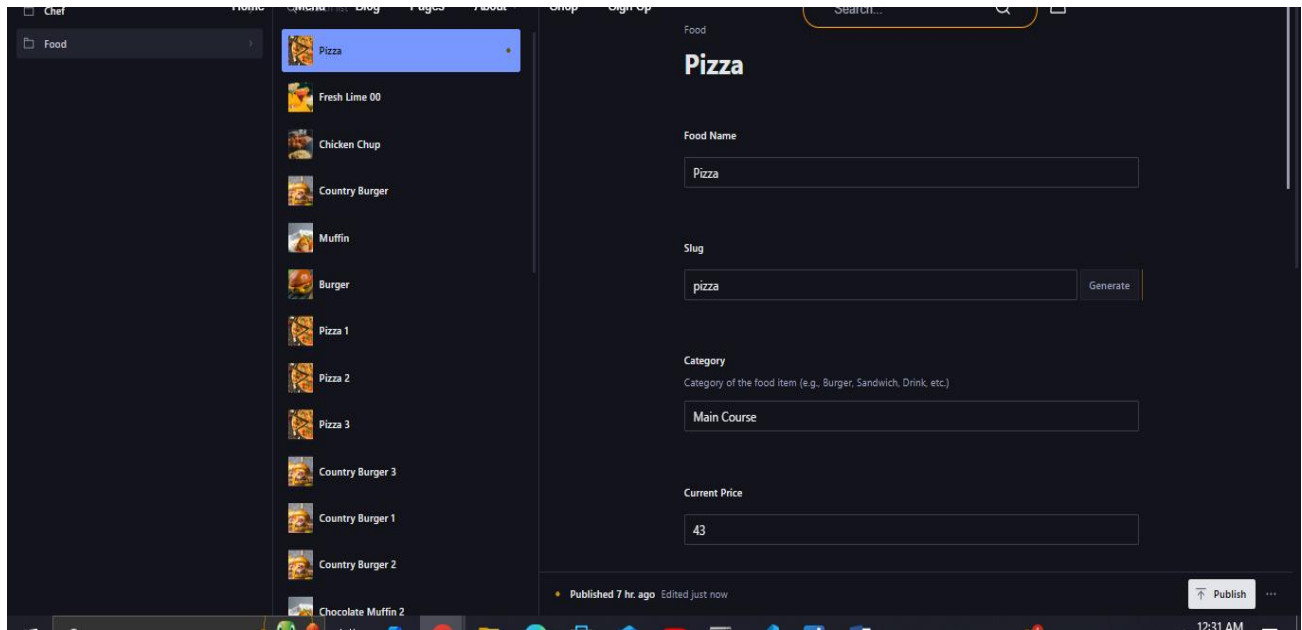 Chef
Home Menu Blog Pages About Shop Sign Up
Search...
Food
Pizza
Fresh Lime 00
Chicken Chup
Country Burger
Muffin
Burger
Pizza 1
Pizza 2
Pizza 3
Country Burger 3
Country Burger 1
Country Burger 2
Chocolate Muffin 2
Food
Pizza
Food Name
Pizza
Slug
pizza
Generate
Category
Category of the food item (e.g., Burger, Sandwich, Drink, etc.)
Main Course
Current Price
43
Published 7 hr. ago Edited just now
Publish
12:31 AM